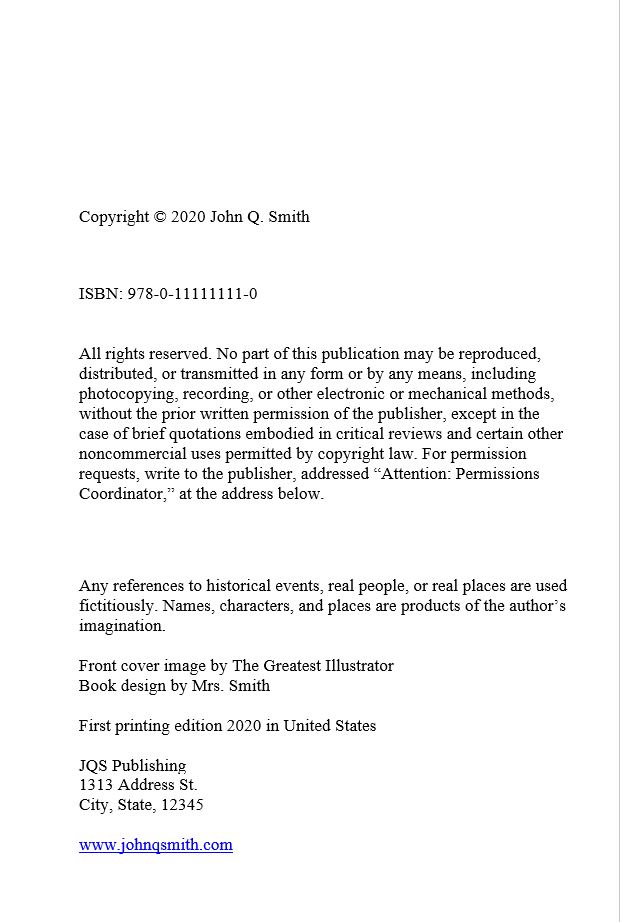 Copyright © 2020 John Q. Smith
ISBN: 978-0-11111111-0
All rights reserved. No part of this publication may be reproduced,
distributed, or transmitted in any form or by any means, including
photocopying, recording, or other electronic or mechanical methods,
without the prior written permission of the publisher, except in the
case of brief quotations embodied in critical reviews and certain other
noncommercial uses permitted by copyright law. For permission
requests, write to the publisher, addressed “Attention: Permissions
Coordinator,” at the address below.
Any references to historical events, real people, or real places are used
fictitiously. Names, characters, and places are products of the author’s
imagination.
Front cover image by The Greatest Illustrator
Book design by Mrs. Smith
First printing edition 2020 in United States
JQS Publishing
1313 Address St.
City, State, 12345
www.johnqsmith.com